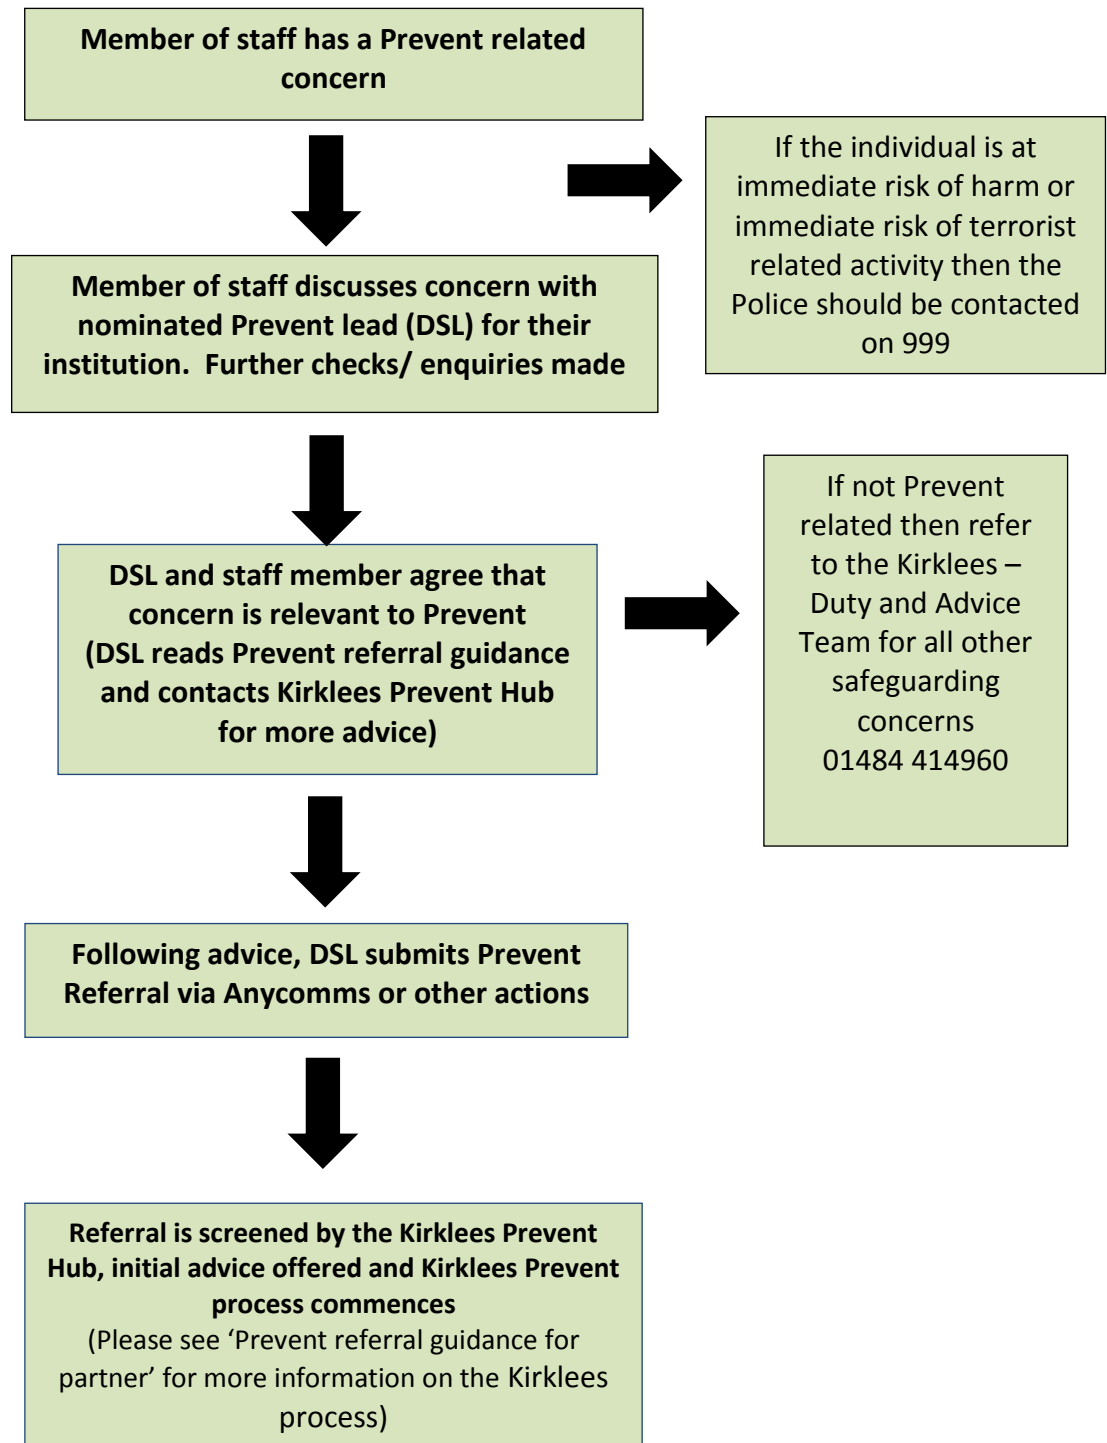 Member of staff has a Prevent related
concern
If the individual is at
immediate risk of harm or
immediate risk of terrorist
related activity then the
Police should be contacted
on 999
Member of staff discusses concern with
nominated Prevent lead (DSL) for their
institution.  Further checks/ enquiries made
If not Prevent
related then refer
to the Kirklees –
Duty and Advice
Team for all other
safeguarding
concerns
01484 414960
DSL and staff member agree that
concern is relevant to Prevent
(DSL reads Prevent referral guidance
and contacts Kirklees Prevent Hub
for more advice)
Following advice, DSL submits Prevent
Referral via Anycomms or other actions
Referral is screened by the Kirklees Prevent
Hub, initial advice offered and Kirklees Prevent
process commences
(Please see ‘Prevent referral guidance for
partner’ for more information on the Kirklees
process)